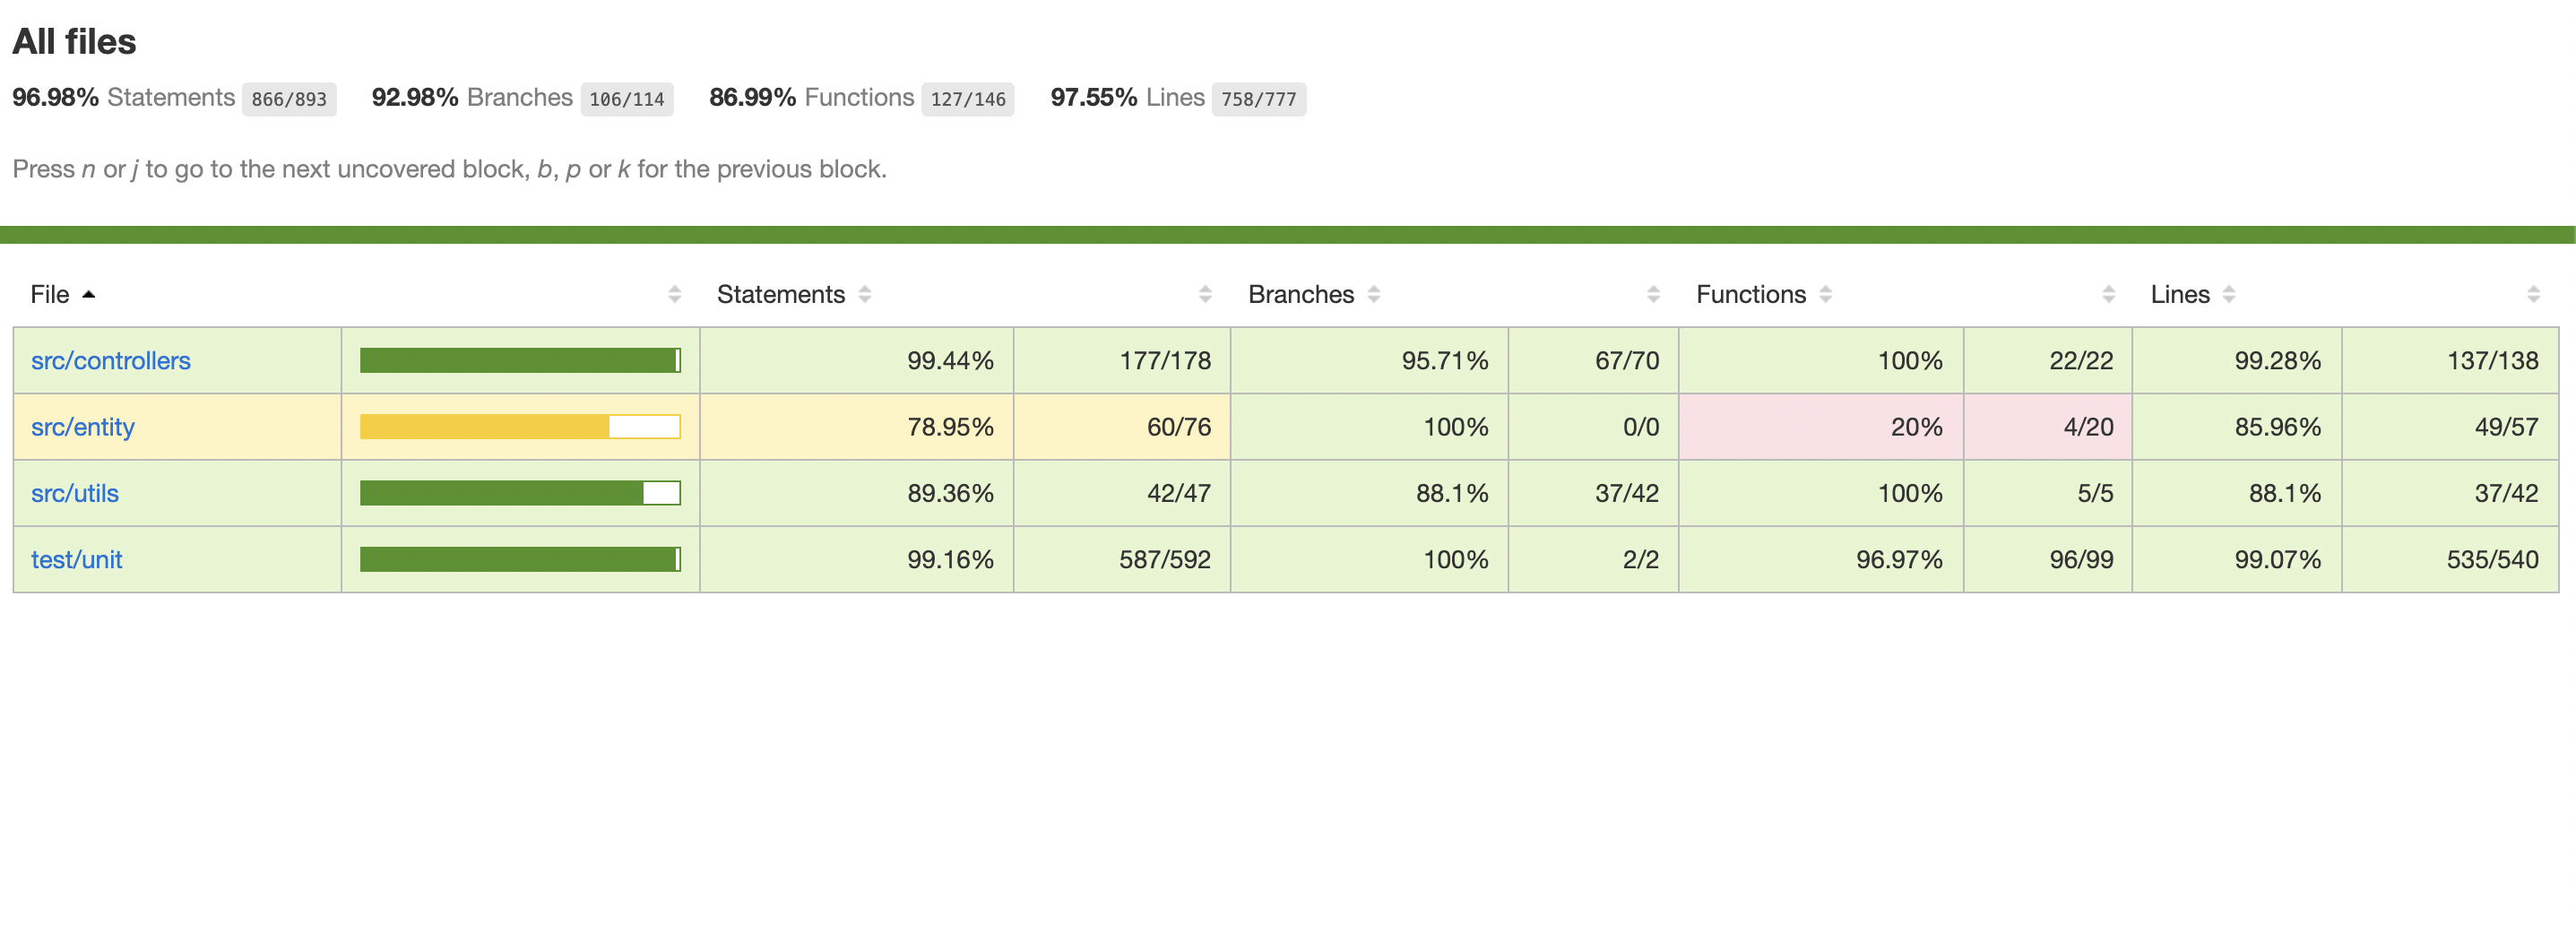 All files
96.98% Statements 866/893 92.98% Branches 106/114 86.99% Functions 127/146 97.55% Lines 758/777
Press n or j to go to the next uncovered block, b, p or k for the previous block.
File Statements Branches Functions Lines
src/controllers 99.44% 177/178 95.71% 67/70 100% 22/22 99.28% 137/138
src/entity 78.95% 60/76 100% 0/0 20% 4/20 85.96% 49/57
src/utils 89.36% 42/47 88.1% 37/42 100% 5/5 88.1% 37/42
test/unit 99.16% 587/592 100% 2/2 96.97% 96/99 99.07% 535/540